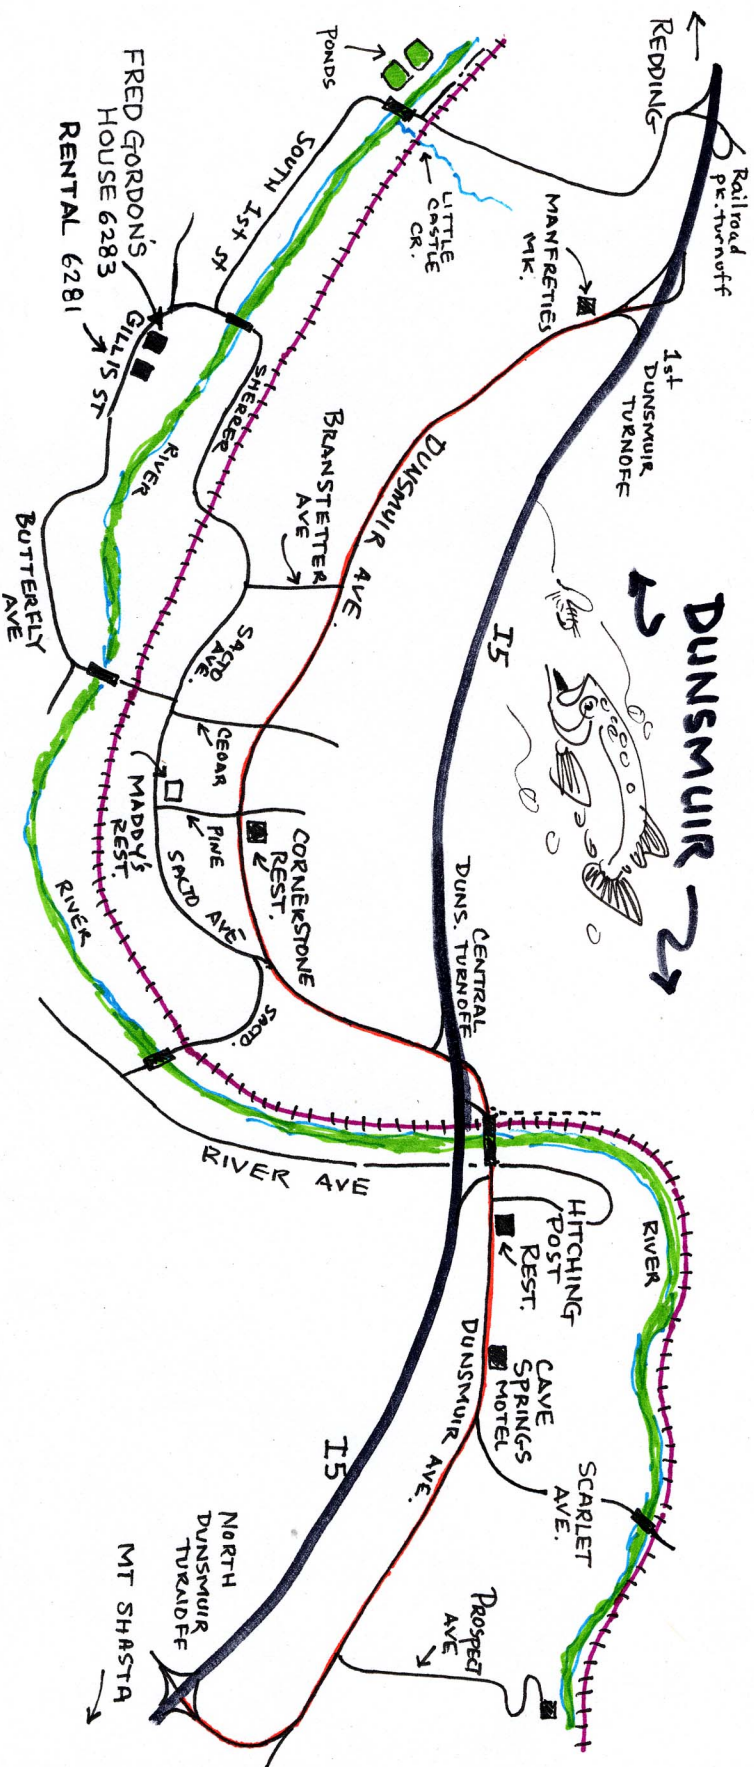 DUNSMUIR
REDDING
Railroad
pk. turnoff
PONDS
LITTLE
CASTLE
CR.
MANFRETIES
MK.
1st
DUNSMUIR
TURNOFF
SOUTH 1st ST
FRED GORDON'S
HOUSE 6283
RENTAL 6281
GILLIS ST
SHERRER
RIVER
DUNSMUIR AVE.
BRANSTETTER
AVE
I5
BUTTERFLY
AVE
SACTO
AVE.
CEDAR
PINE
MADDY'S
REST.
SACTO AVE
CORNERSTONE
REST.
CENTRAL
DUNS. TURNOFF
RIVER
SACTO.
RIVER AVE
HITCHING
POST
REST.
RIVER
CAVE
SPRINGS
MOTEL
DUNSMUIR AVE.
SCARLET
AVE.
I5
PROSPECT
AVE
NORTH
DUNSMUIR
TURNOFF
MT SHASTA